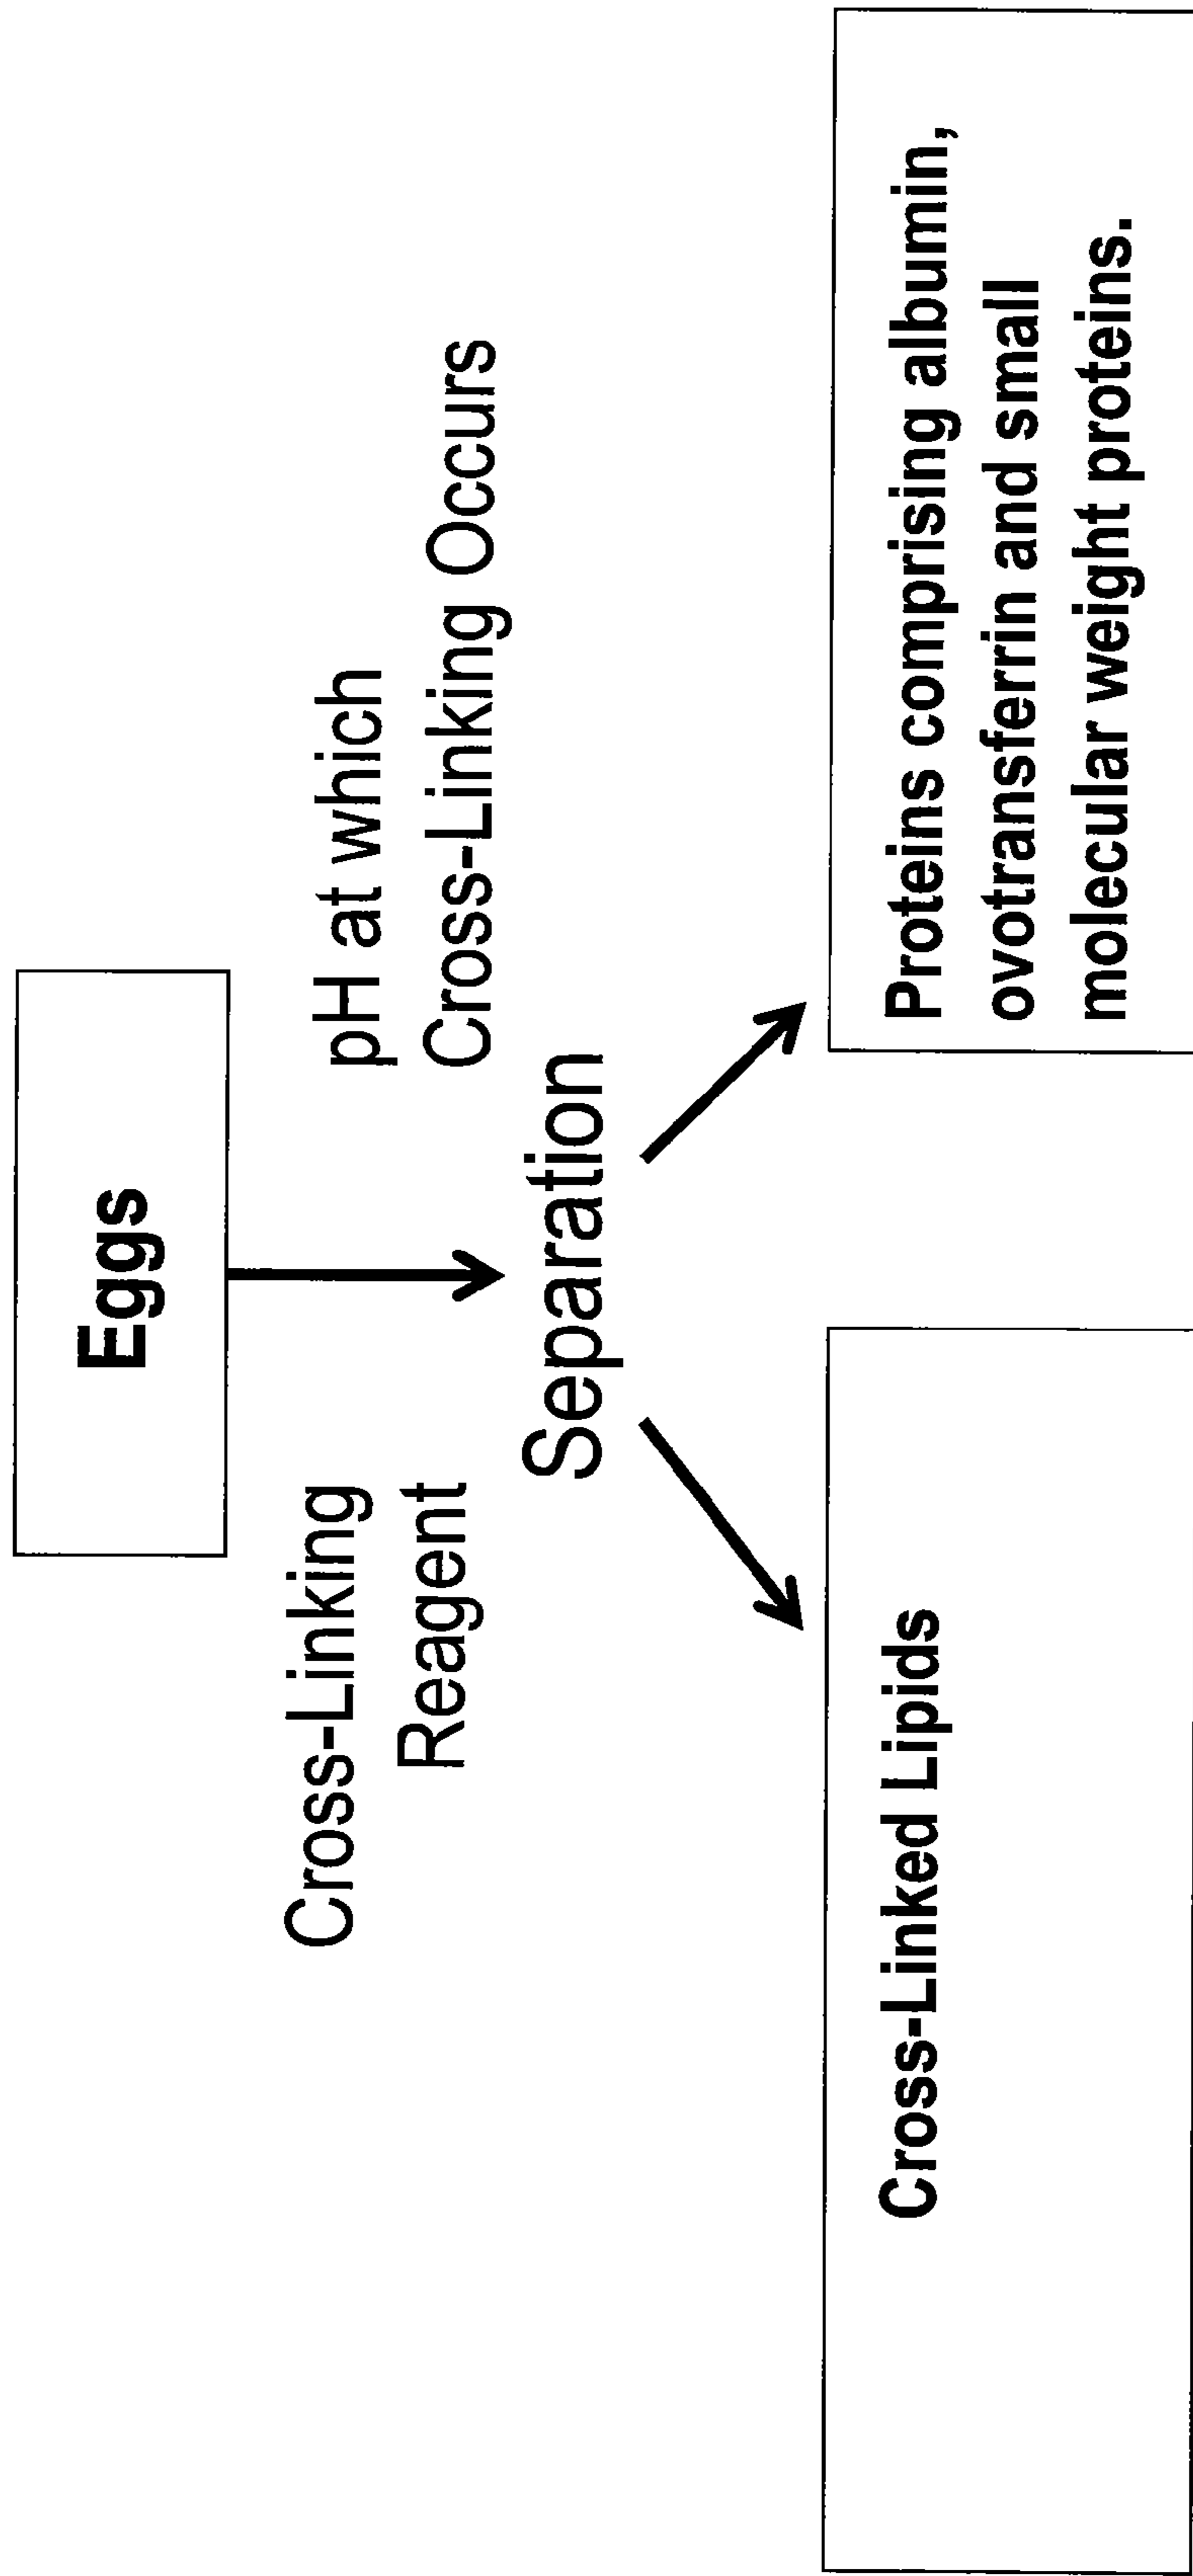 Eggs
Cross-Linking
Reagent
pH at which
Cross-Linking Occurs
Separation
Cross-Linked Lipids
Proteins comprising albumin,
ovotransferrin and small
molecular weight proteins.